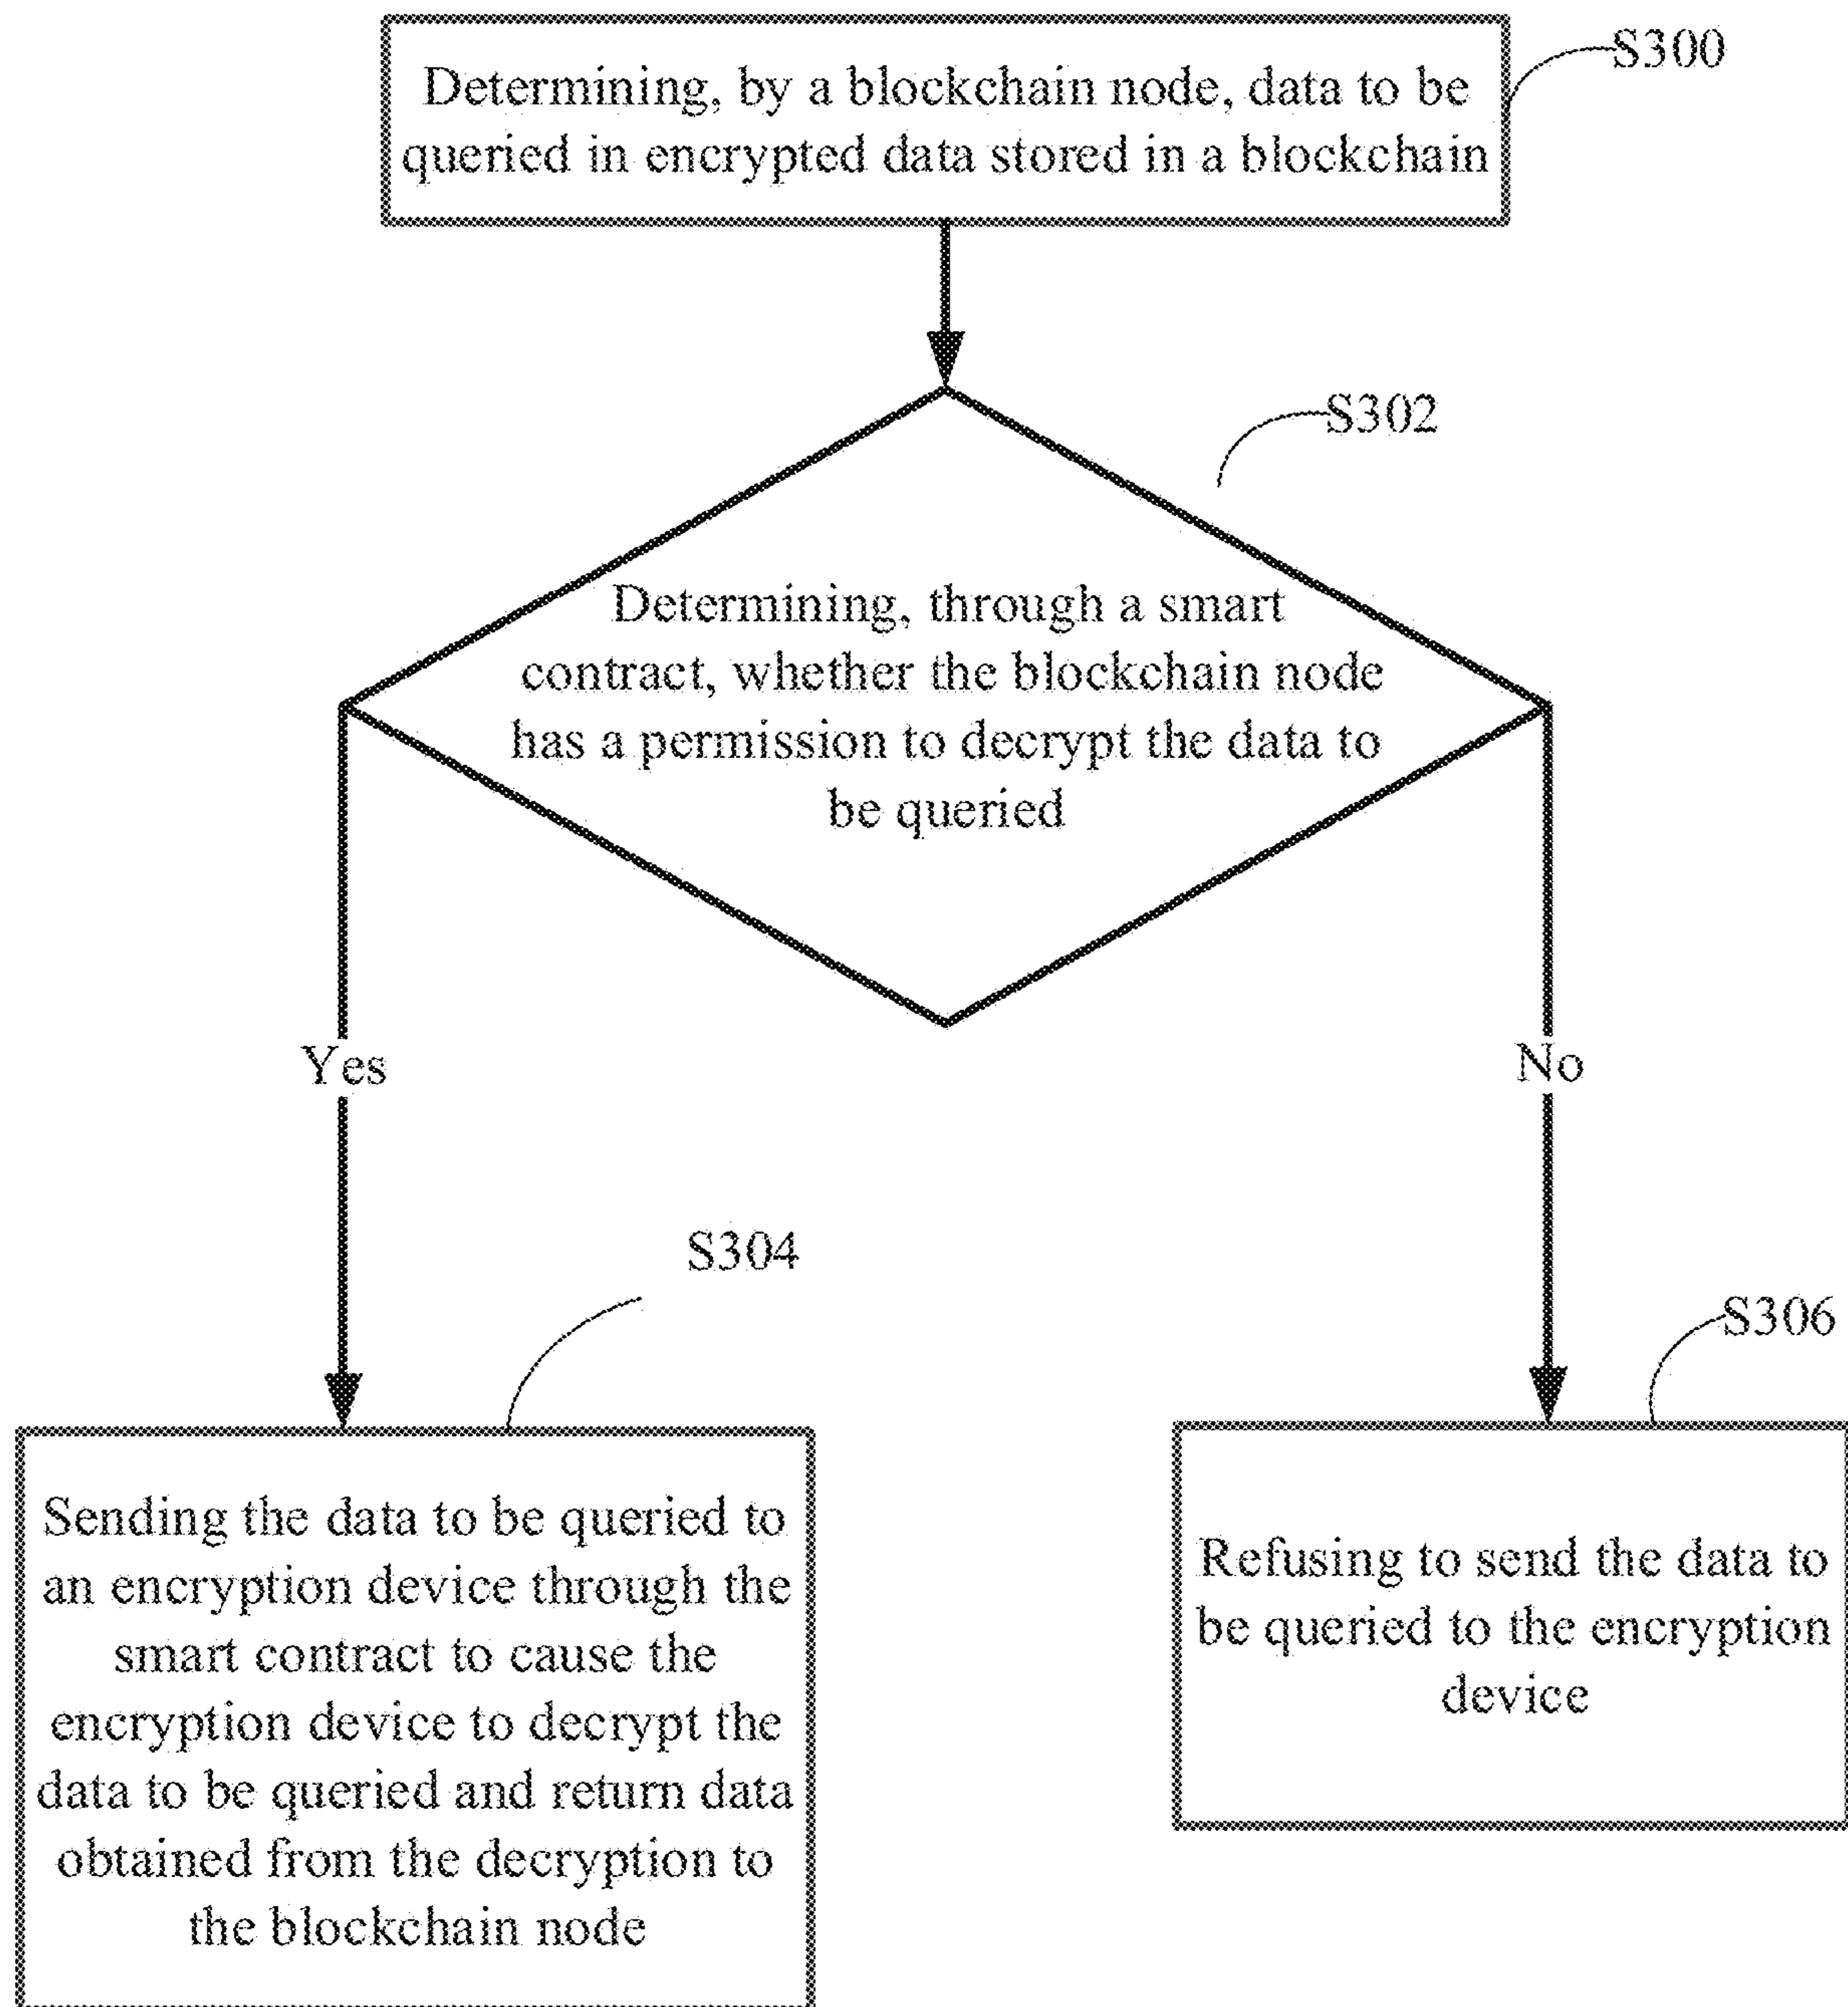 S300
Determining, by a blockchain node, data to be
queried in encrypted data stored in a blockchain
S302
Determining, through a smart
contract, whether the blockchain node
has a permission to decrypt the data to
be queried
Yes
No
S304
Sending the data to be queried to
an encryption device through the
smart contract to cause the
encryption device to decrypt the
data to be queried and return data
obtained from the decryption to
the blockchain node
S306
Refusing to send the data to
be queried to the encryption
device